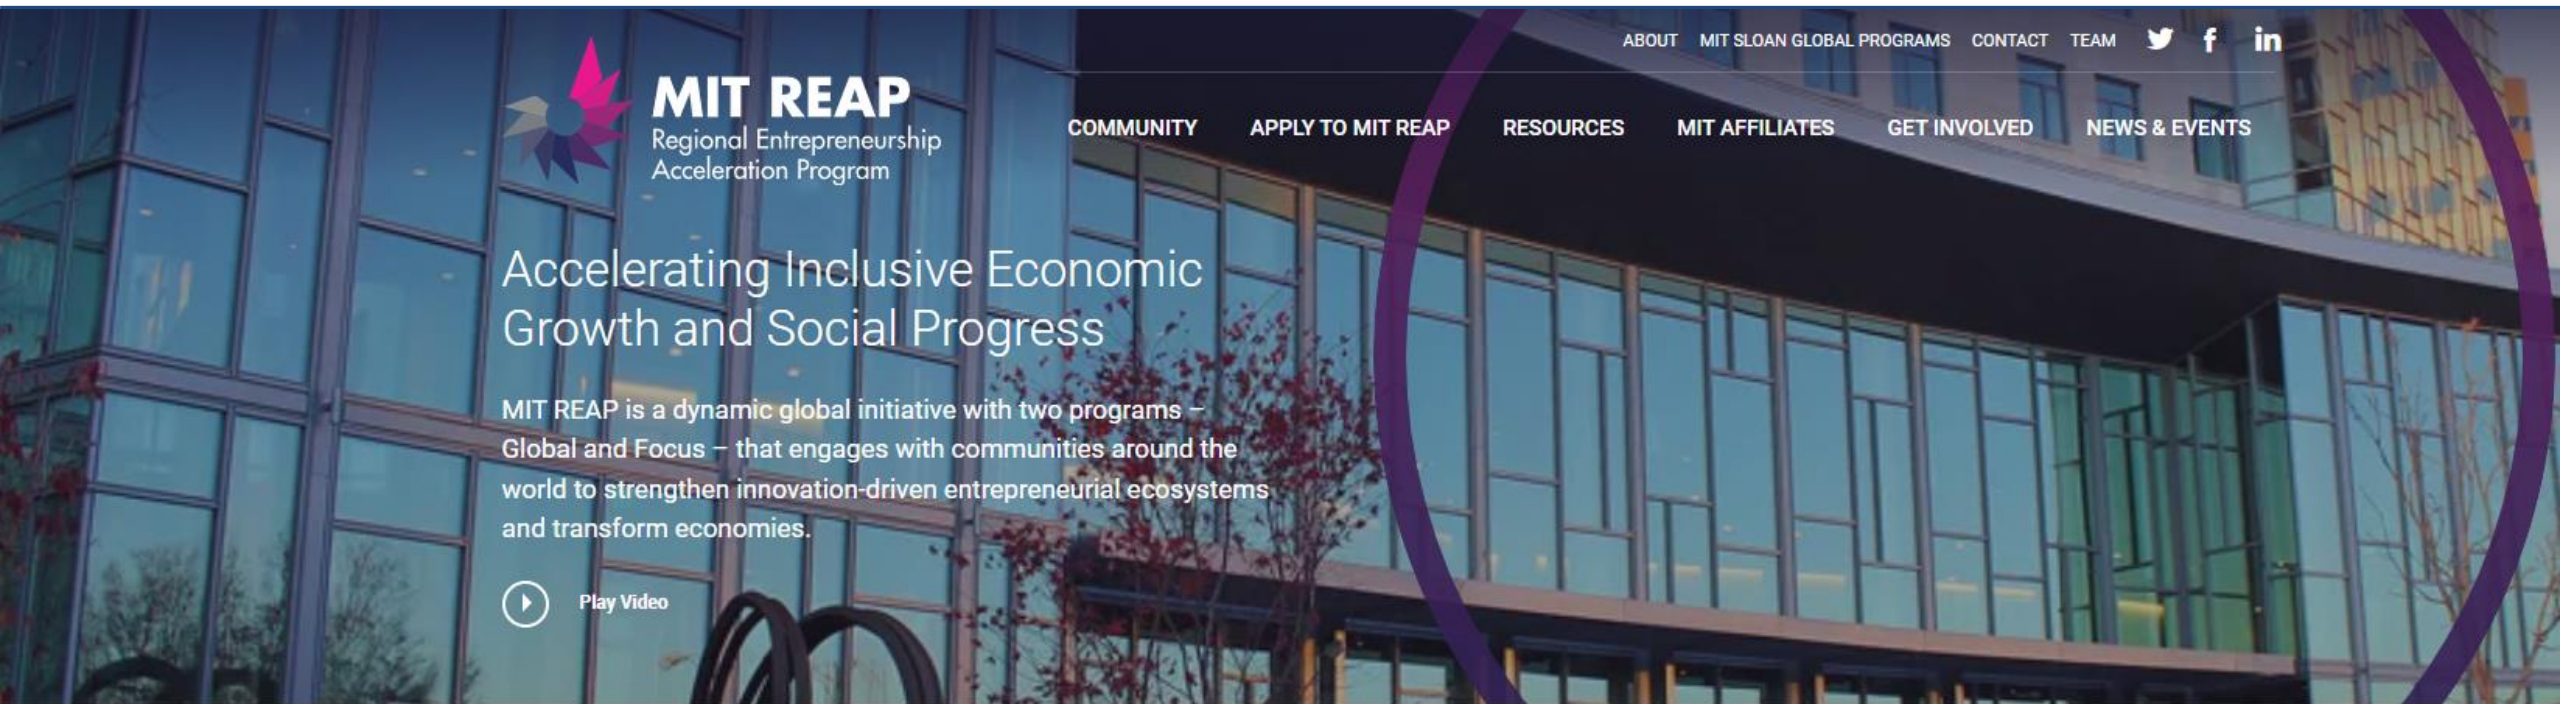 ABOUT MIT SLOAN GLOBAL PROGRAMS CONTACT TEAM
MIT REAP
Regional Entrepreneurship
Acceleration Program
COMMUNITY APPLY TO MIT REAP RESOURCES MIT AFFILIATES GET INVOLVED NEWS & EVENTS
Accelerating Inclusive Economic
Growth and Social Progress
MIT REAP is a dynamic global initiative with two programs –
Global and Focus – that engages with communities around the
world to strengthen innovation-driven entrepreneurial ecosystems
and transform economies.
Play Video